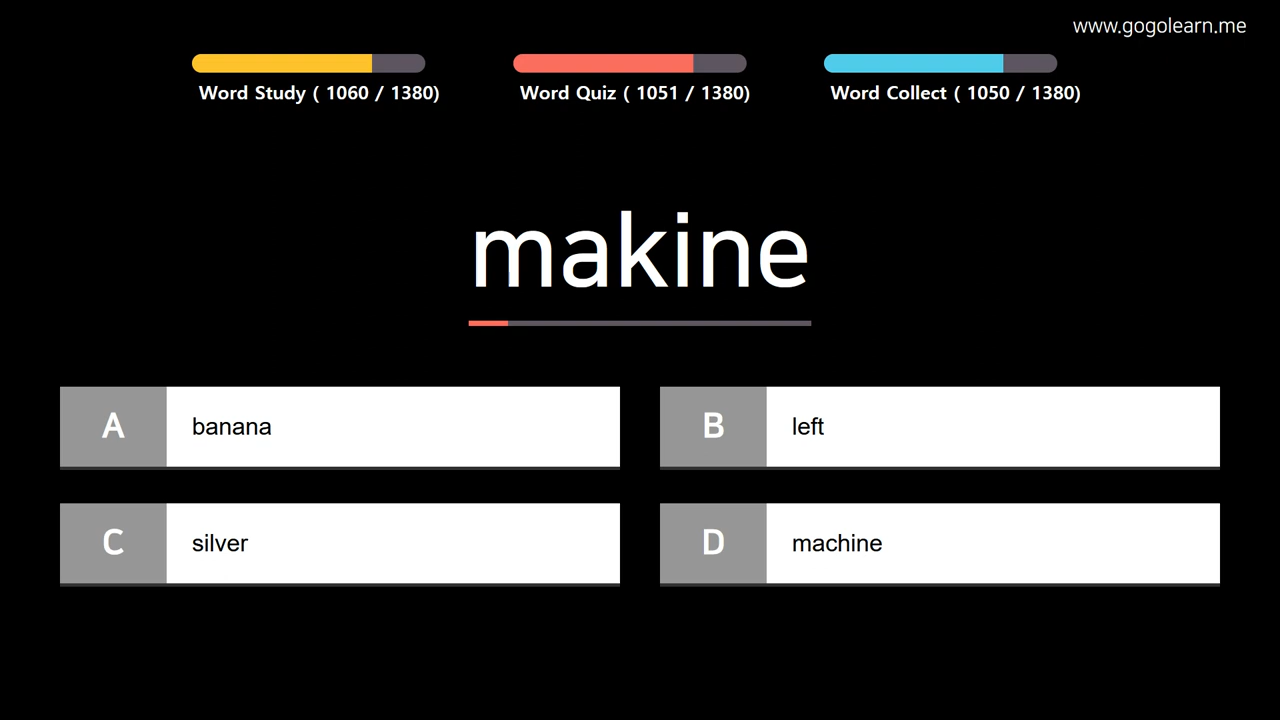 www.gogolearn.me
Word Study ( 1060 / 1380)
Word Quiz ( 1051 / 1380)
Word Collect ( 1050 / 1380)
makine
A banana
B left
C silver
D machine